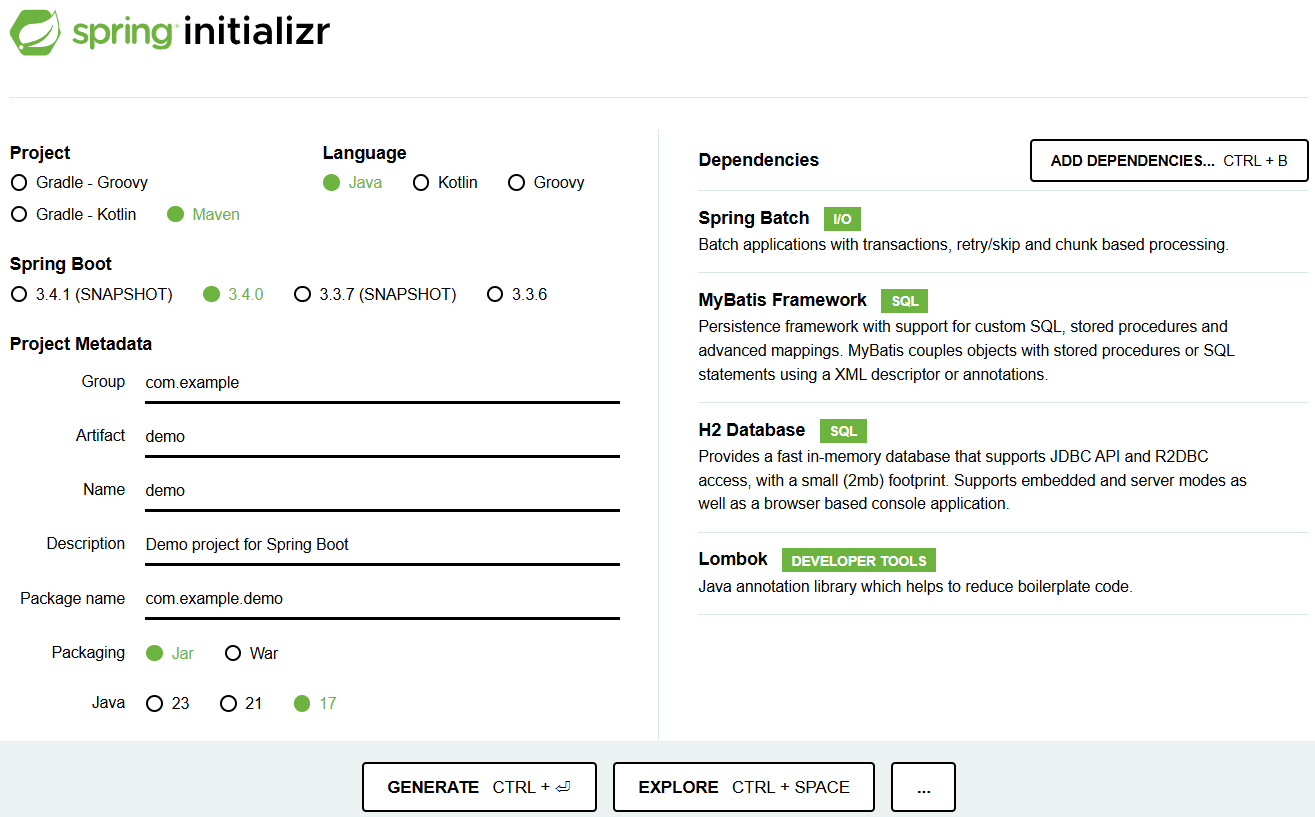 spring initializr
Project
Gradle - Groovy
Gradle - Kotlin Maven
Language
Java Kotlin Groovy
Spring Boot
3.4.1 (SNAPSHOT) 3.4.0 3.3.7 (SNAPSHOT) 3.3.6
Project Metadata
Group com.example
Artifact demo
Name demo
Description Demo project for Spring Boot
Package name com.example.demo
Packaging Jar War
Java 23 21 17
Dependencies ADD DEPENDENCIES... CTRL + B
Spring Batch I/O
Batch applications with transactions, retry/skip and chunk based processing.
MyBatis Framework SQL
Persistence framework with support for custom SQL, stored procedures and
advanced mappings. MyBatis couples objects with stored procedures or SQL
statements using a XML descriptor or annotations.
H2 Database SQL
Provides a fast in-memory database that supports JDBC API and R2DBC
access, with a small (2mb) footprint. Supports embedded and server modes as
well as a browser based console application.
Lombok DEVELOPER TOOLS
Java annotation library which helps to reduce boilerplate code.
GENERATE CTRL + ⏎ EXPLORE CTRL + SPACE ...